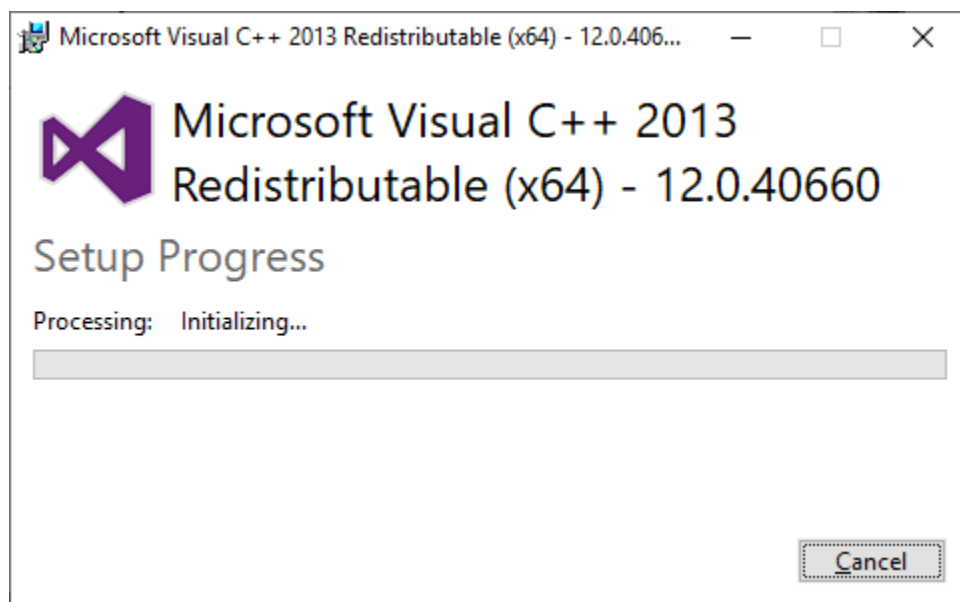 Microsoft Visual C++ 2013 Redistributable (x64) - 12.0.406...
Microsoft Visual C++ 2013
Redistributable (x64) - 12.0.40660
Setup Progress
Processing: Initializing...
Cancel